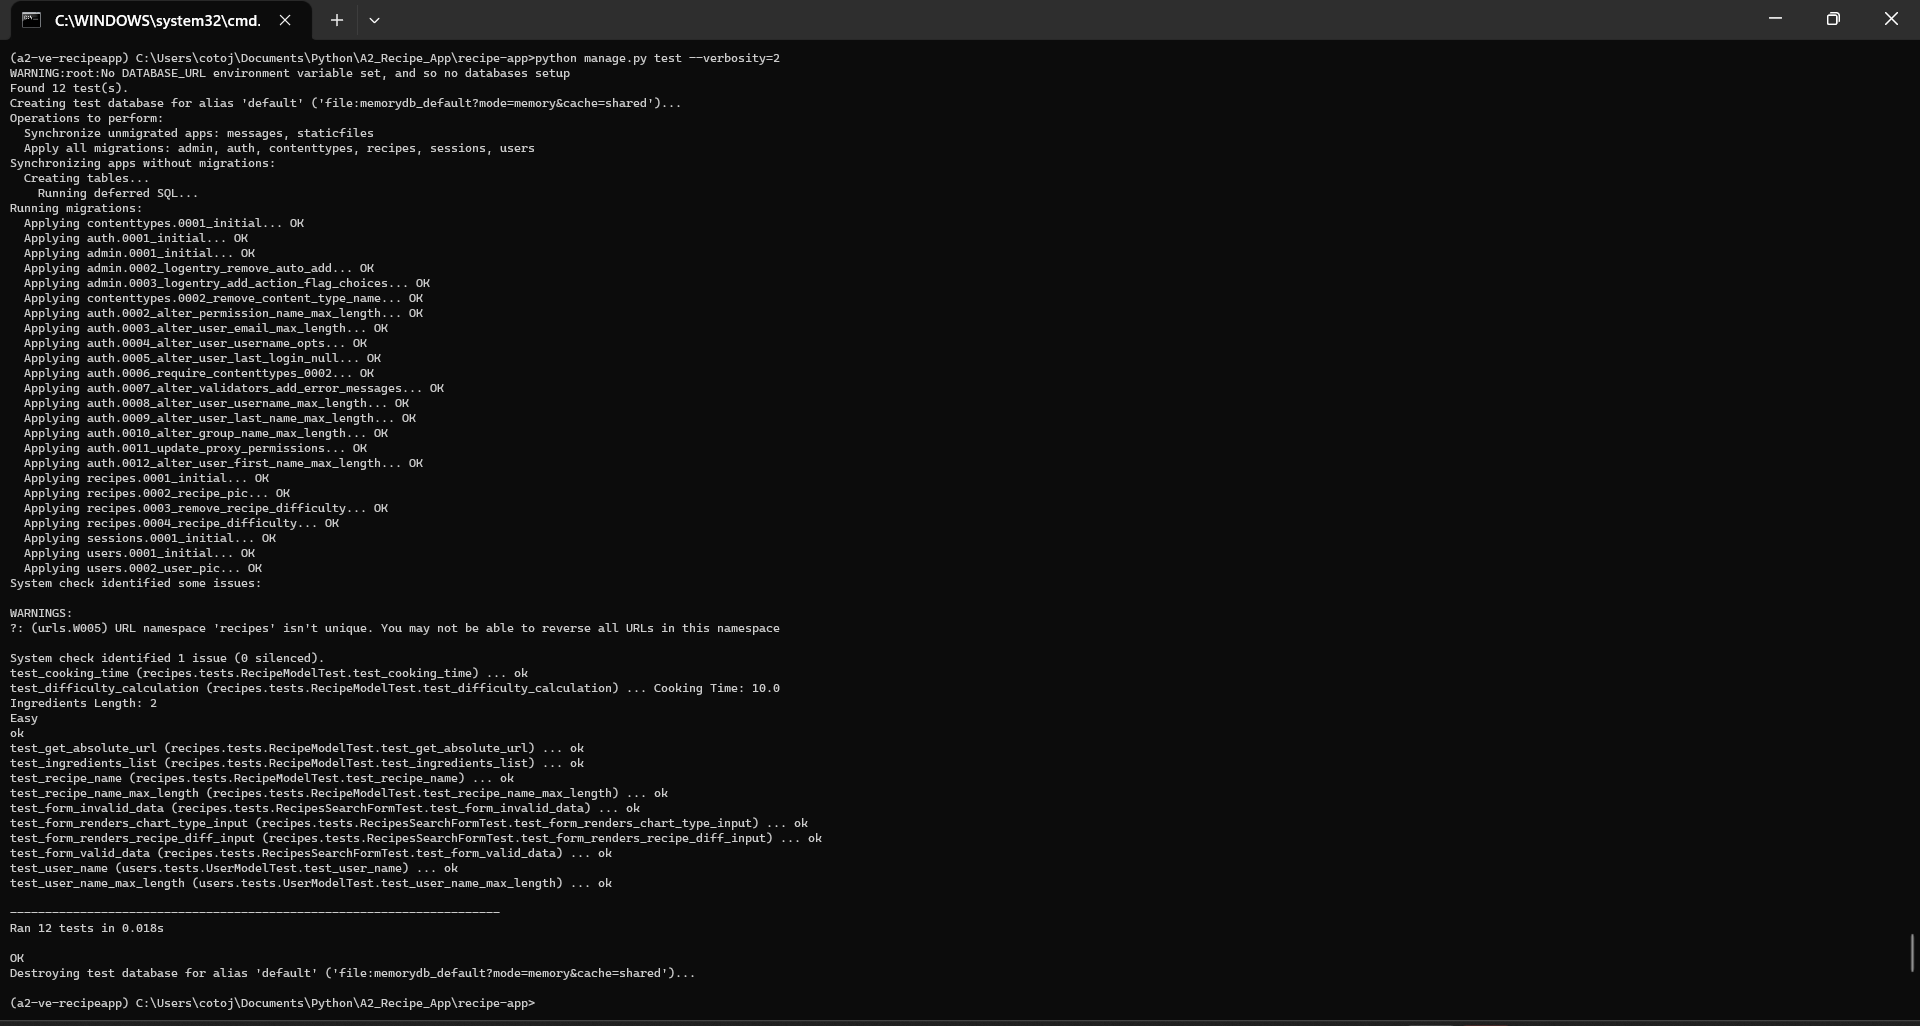 C:\WINDOWS\system32\cmd.
(a2-ve-recipeapp) C:\Users\cotoj\Documents\Python\A2_Recipe_App\recipe-app>python manage.py test --verbosity=2
WARNING:root:No DATABASE_URL environment variable set, and so no databases setup
Found 12 test(s).
Creating test database for alias 'default' ('file:memorydb_default?mode=memory&cache=shared')...
Operations to perform:
  Synchronize unmigrated apps: messages, staticfiles
  Apply all migrations: admin, auth, contenttypes, recipes, sessions, users
Synchronizing apps without migrations:
  Creating tables...
    Running deferred SQL...
Running migrations:
  Applying contenttypes.0001_initial... OK
  Applying auth.0001_initial... OK
  Applying admin.0001_initial... OK
  Applying admin.0002_logentry_remove_auto_add... OK
  Applying admin.0003_logentry_add_action_flag_choices... OK
  Applying contenttypes.0002_remove_content_type_name... OK
  Applying auth.0002_alter_permission_name_max_length... OK
  Applying auth.0003_alter_user_email_max_length... OK
  Applying auth.0004_alter_user_username_opts... OK
  Applying auth.0005_alter_user_last_login_null... OK
  Applying auth.0006_require_contenttypes_0002... OK
  Applying auth.0007_alter_validators_add_error_messages... OK
  Applying auth.0008_alter_user_username_max_length... OK
  Applying auth.0009_alter_user_last_name_max_length... OK
  Applying auth.0010_alter_group_name_max_length... OK
  Applying auth.0011_update_proxy_permissions... OK
  Applying auth.0012_alter_user_first_name_max_length... OK
  Applying recipes.0001_initial... OK
  Applying recipes.0002_recipe_pic... OK
  Applying recipes.0003_remove_recipe_difficulty... OK
  Applying recipes.0004_recipe_difficulty... OK
  Applying sessions.0001_initial... OK
  Applying users.0001_initial... OK
  Applying users.0002_user_pic... OK
System check identified some issues:

WARNINGS:
?: (urls.W005) URL namespace 'recipes' isn't unique. You may not be able to reverse all URLs in this namespace

System check identified 1 issue (0 silenced).
test_cooking_time (recipes.tests.RecipeModelTest.test_cooking_time) ... ok
test_difficulty_calculation (recipes.tests.RecipeModelTest.test_difficulty_calculation) ... Cooking Time: 10.0
Ingredients Length: 2
Easy
ok
test_get_absolute_url (recipes.tests.RecipeModelTest.test_get_absolute_url) ... ok
test_ingredients_list (recipes.tests.RecipeModelTest.test_ingredients_list) ... ok
test_recipe_name (recipes.tests.RecipeModelTest.test_recipe_name) ... ok
test_recipe_name_max_length (recipes.tests.RecipeModelTest.test_recipe_name_max_length) ... ok
test_form_invalid_data (recipes.tests.RecipesSearchFormTest.test_form_invalid_data) ... ok
test_form_renders_chart_type_input (recipes.tests.RecipesSearchFormTest.test_form_renders_chart_type_input) ... ok
test_form_renders_recipe_diff_input (recipes.tests.RecipesSearchFormTest.test_form_renders_recipe_diff_input) ... ok
test_form_valid_data (recipes.tests.RecipesSearchFormTest.test_form_valid_data) ... ok
test_user_name (users.tests.UserModelTest.test_user_name) ... ok
test_user_name_max_length (users.tests.UserModelTest.test_user_name_max_length) ... ok

----------------------------------------------------------------------
Ran 12 tests in 0.018s

OK
Destroying test database for alias 'default' ('file:memorydb_default?mode=memory&cache=shared')...

(a2-ve-recipeapp) C:\Users\cotoj\Documents\Python\A2_Recipe_App\recipe-app>